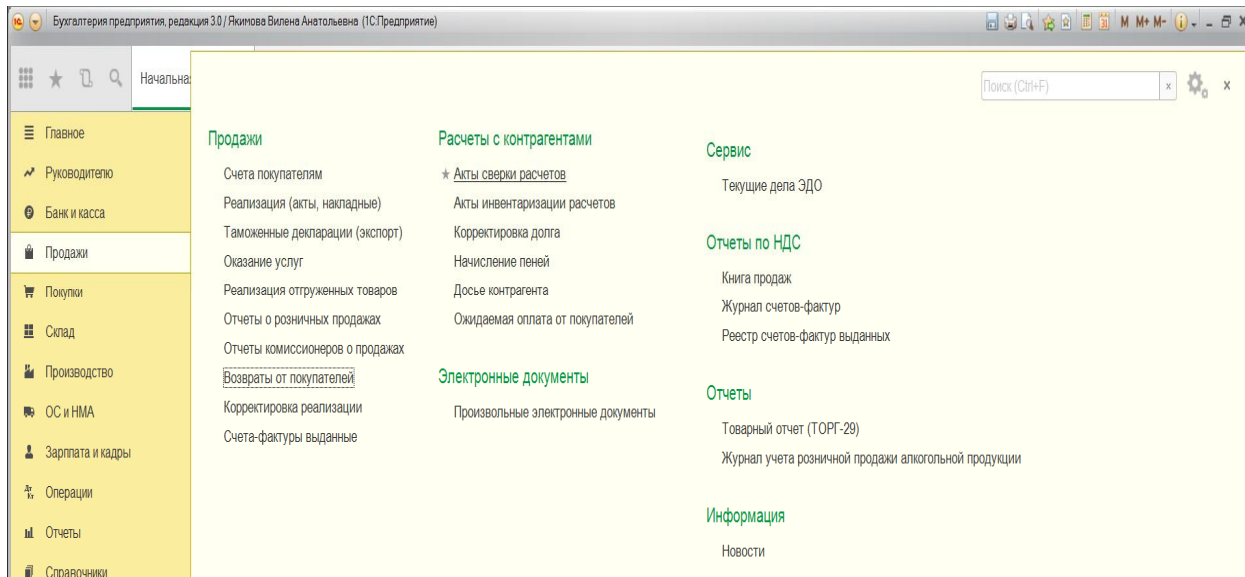 Бухгалтерия предприятия, редакция 3.0 / Якимова Вилена Анатольевна (1С:Предприятие)
M M+ M-
Начальна
Поиск (Ctrl+F)
Главное
Руководителю
Банк и касса
Продажи
Покупки
Склад
Производство
ОС и НМА
Зарплата и кадры
Операции
Отчеты
Справочники
Продажи
Счета покупателям
Реализация (акты, накладные)
Таможенные декларации (экспорт)
Оказание услуг
Реализация отгруженных товаров
Отчеты о розничных продажах
Отчеты комиссионеров о продажах
Возвраты от покупателей
Корректировка реализации
Счета-фактуры выданные
Расчеты с контрагентами
Акты сверки расчетов
Акты инвентаризации расчетов
Корректировка долга
Начисление пеней
Досье контрагента
Ожидаемая оплата от покупателей
Электронные документы
Произвольные электронные документы
Сервис
Текущие дела ЭДО
Отчеты по НДС
Книга продаж
Журнал счетов-фактур
Реестр счетов-фактур выданных
Отчеты
Товарный отчет (ТОРГ-29)
Журнал учета розничной продажи алкогольной продукции
Информация
Новости